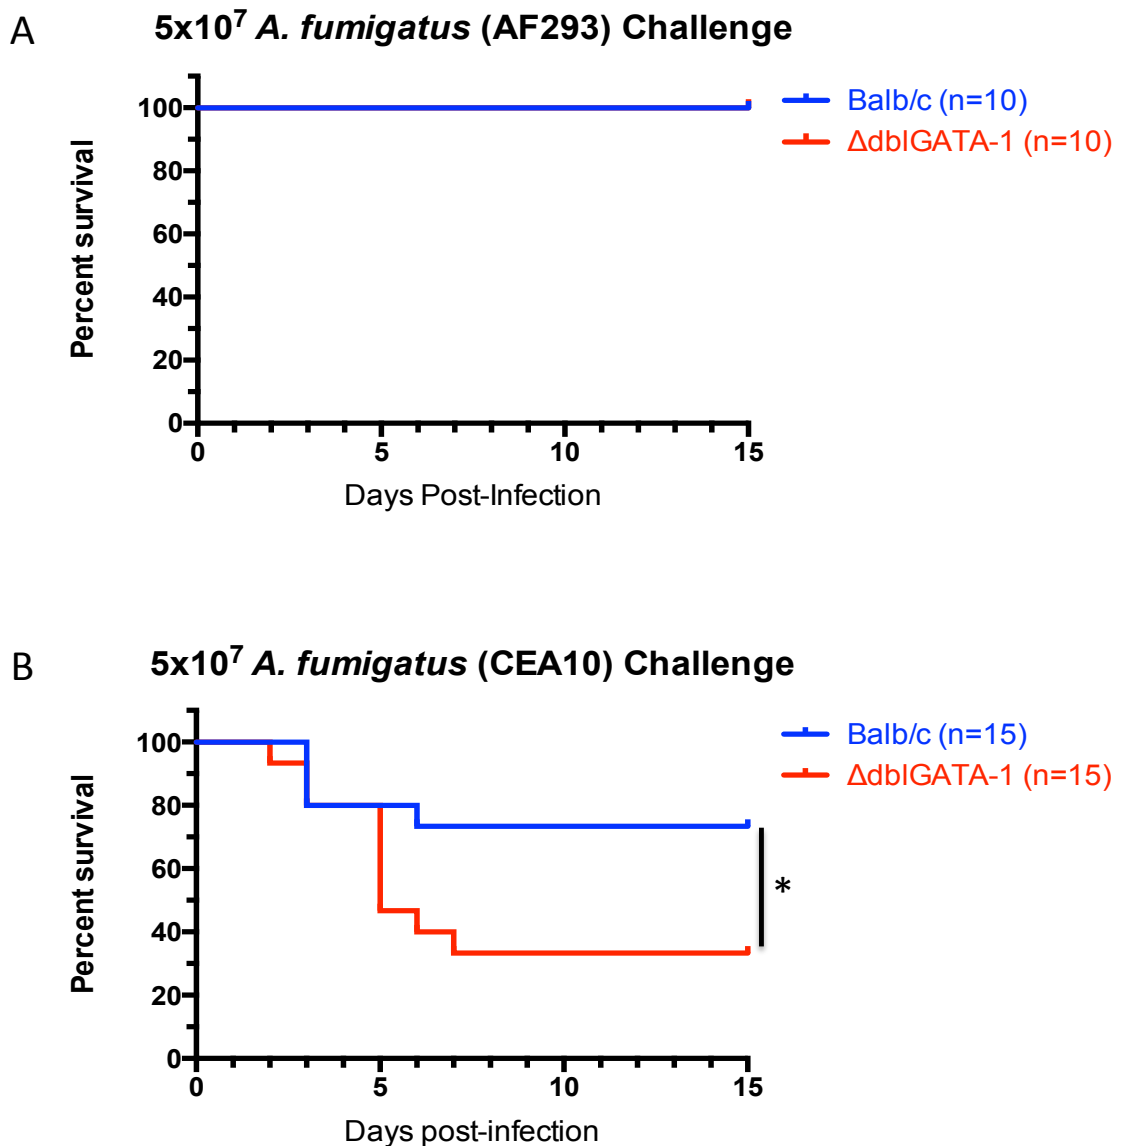 A
5x10⁷ A. fumigatus (AF293) Challenge
100
80
60
40
20
0
Percent survival
0 5 10 15
Days Post-Infection
Balb/c (n=10)
ΔdblGATA-1 (n=10)
B
5x10⁷ A. fumigatus (CEA10) Challenge
100
80
60
40
20
0
Percent survival
0 5 10 15
Days post-infection
Balb/c (n=15)
ΔdblGATA-1 (n=15)
*